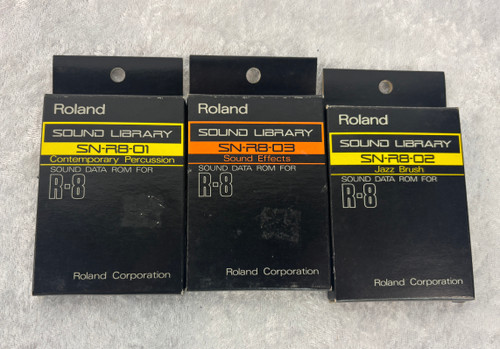 Roland
SOUND LIBRARY
SN-R8-01
Contemporary Percussion
SOUND DATA ROM FOR
R-8
Roland Corporation
Roland
SOUND LIBRARY
SN-R8-03
Sound Effects
SOUND DATA ROM FOR
R-8
Roland Corporation
Roland
SOUND LIBRARY
SN-R8-02
Jazz Brush
SOUND DATA ROM FOR
R-8
Roland Corporation